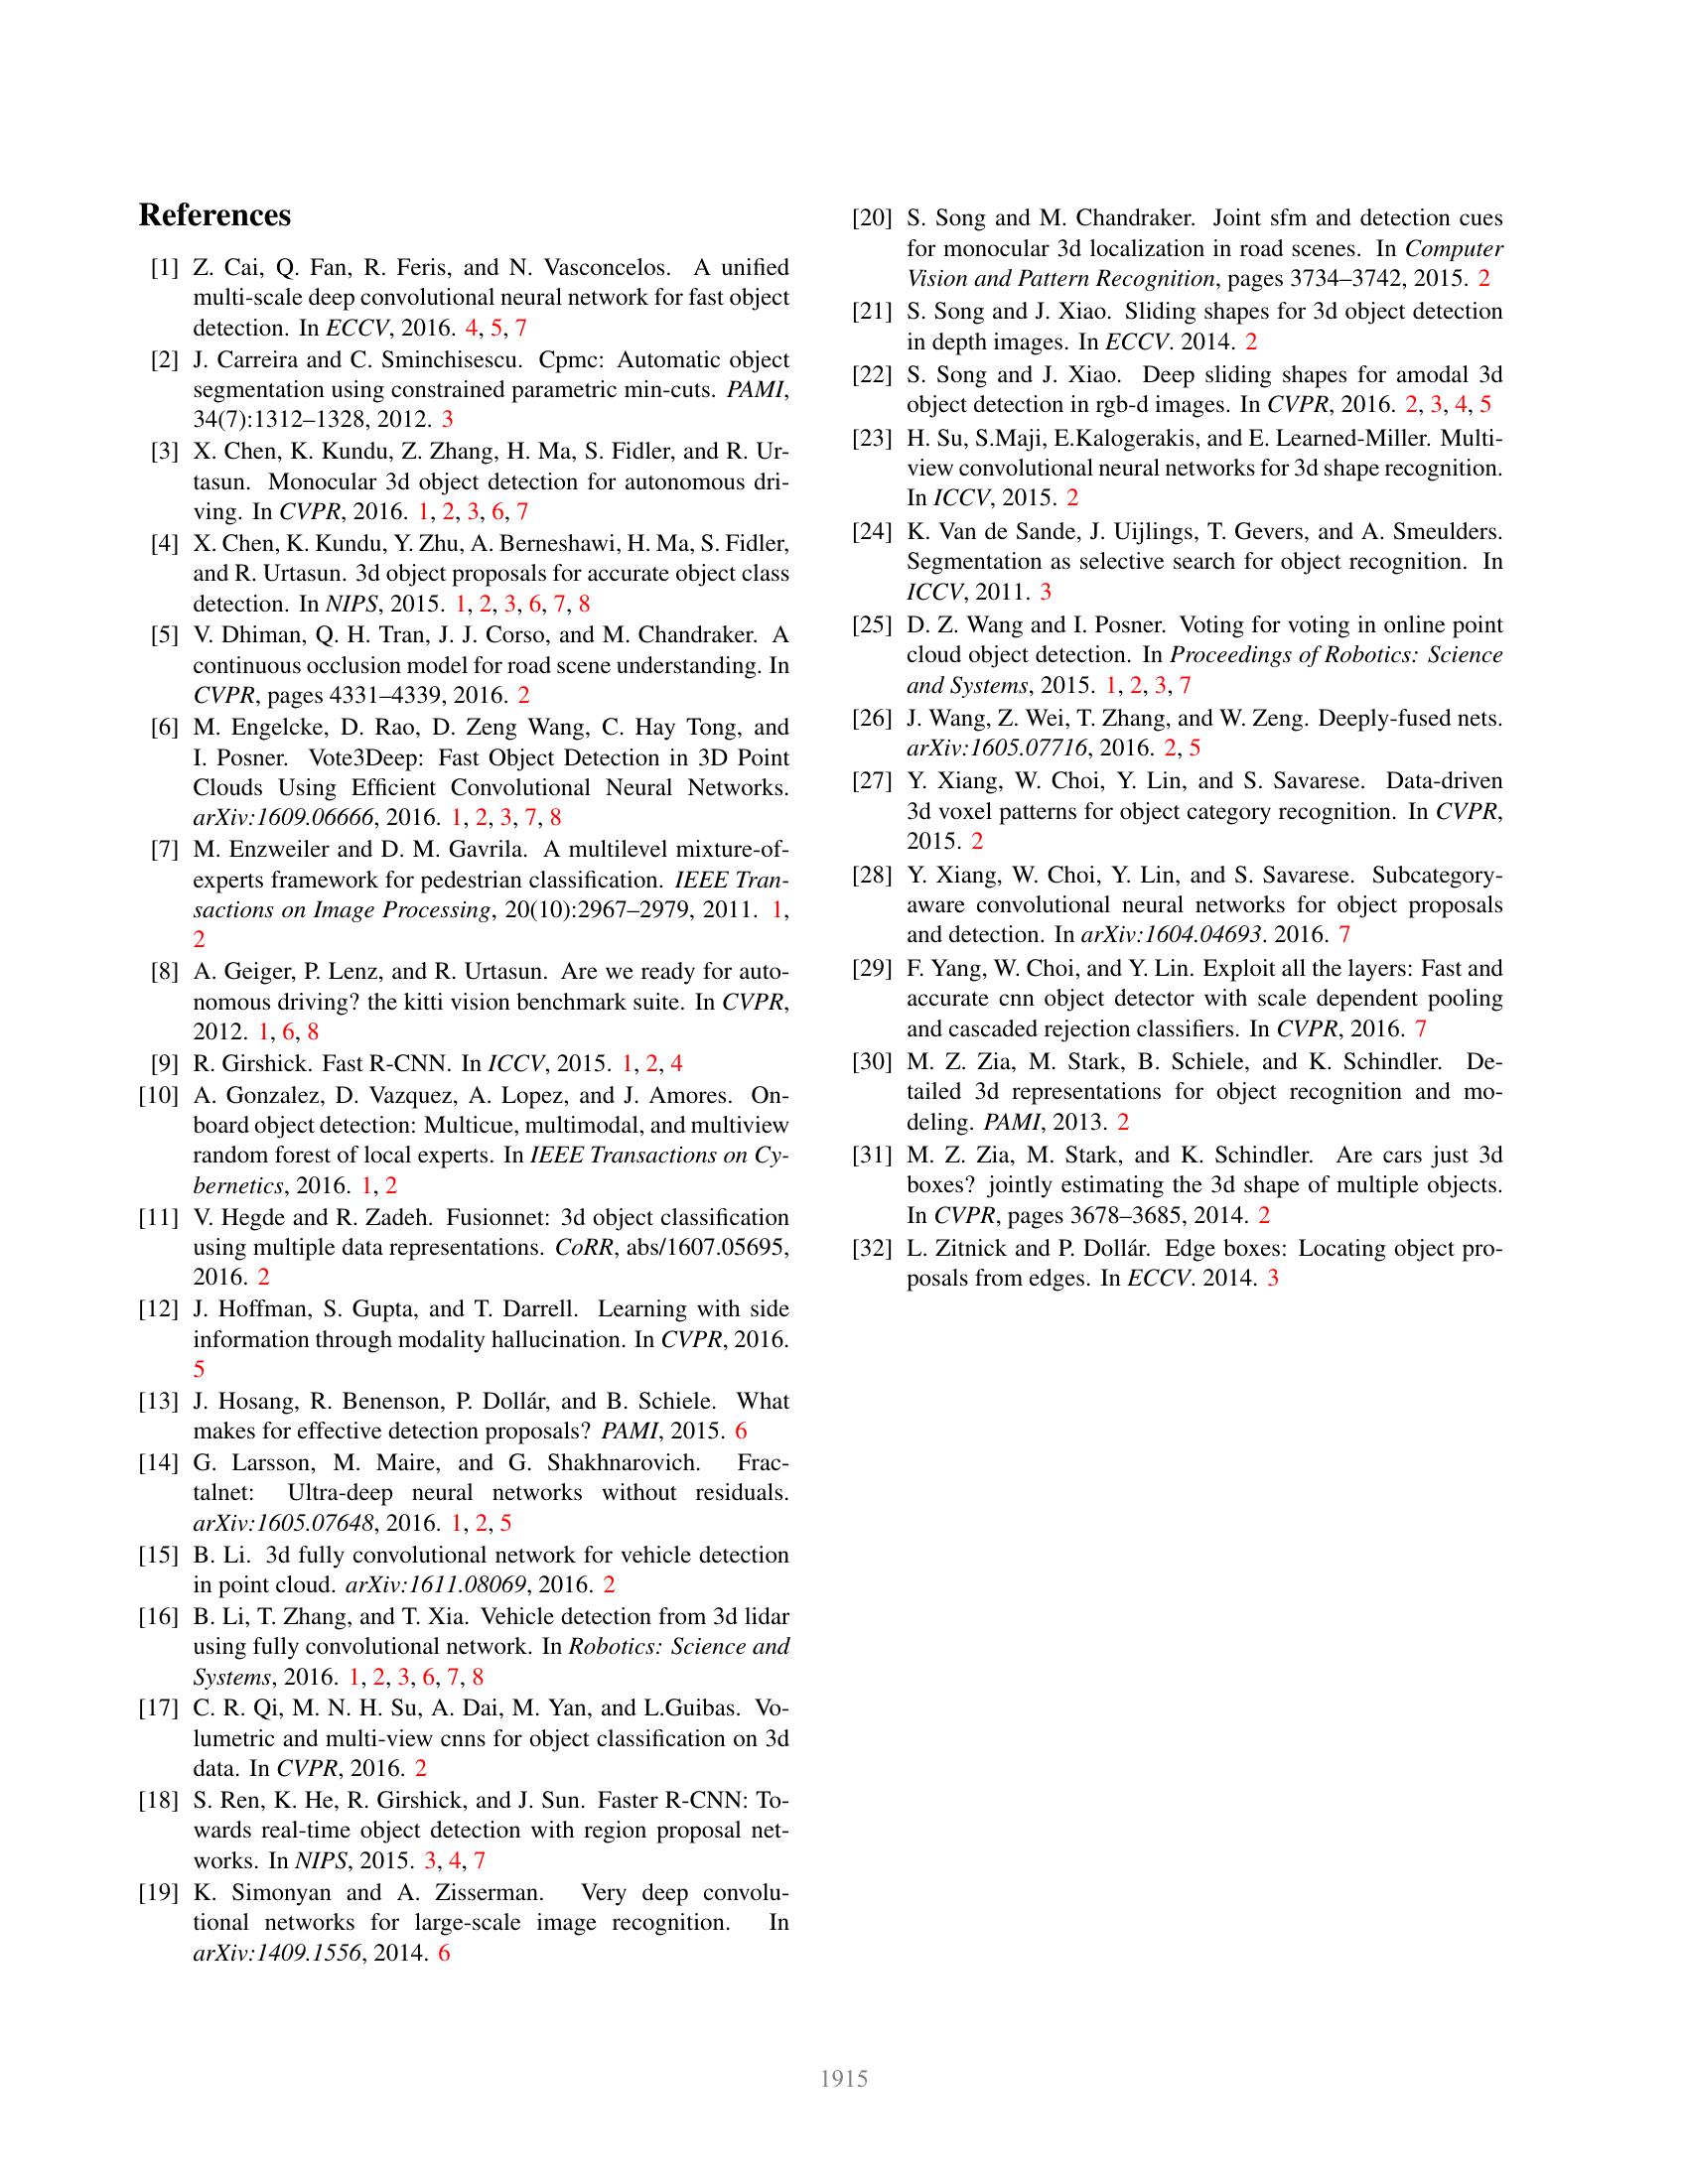 References
[1] Z. Cai, Q. Fan, R. Feris, and N. Vasconcelos. A unified
multi-scale deep convolutional neural network for fast object
detection. In ECCV, 2016. 4, 5, 7
[2] J. Carreira and C. Sminchisescu. Cpmc: Automatic object
segmentation using constrained parametric min-cuts. PAMI,
34(7):1312–1328, 2012. 3
[3] X. Chen, K. Kundu, Z. Zhang, H. Ma, S. Fidler, and R. Ur-
tasun. Monocular 3d object detection for autonomous dri-
ving. In CVPR, 2016. 1, 2, 3, 6, 7
[4] X. Chen, K. Kundu, Y. Zhu, A. Berneshawi, H. Ma, S. Fidler,
and R. Urtasun. 3d object proposals for accurate object class
detection. In NIPS, 2015. 1, 2, 3, 6, 7, 8
[5] V. Dhiman, Q. H. Tran, J. J. Corso, and M. Chandraker. A
continuous occlusion model for road scene understanding. In
CVPR, pages 4331–4339, 2016. 2
[6] M. Engelcke, D. Rao, D. Zeng Wang, C. Hay Tong, and
I. Posner. Vote3Deep: Fast Object Detection in 3D Point
Clouds Using Efficient Convolutional Neural Networks.
arXiv:1609.06666, 2016. 1, 2, 3, 7, 8
[7] M. Enzweiler and D. M. Gavrila. A multilevel mixture-of-
experts framework for pedestrian classification. IEEE Tran-
sactions on Image Processing, 20(10):2967–2979, 2011. 1,
2
[8] A. Geiger, P. Lenz, and R. Urtasun. Are we ready for auto-
nomous driving? the kitti vision benchmark suite. In CVPR,
2012. 1, 6, 8
[9] R. Girshick. Fast R-CNN. In ICCV, 2015. 1, 2, 4
[10] A. Gonzalez, D. Vazquez, A. Lopez, and J. Amores. On-
board object detection: Multicue, multimodal, and multiview
random forest of local experts. In IEEE Transactions on Cy-
bernetics, 2016. 1, 2
[11] V. Hegde and R. Zadeh. Fusionnet: 3d object classification
using multiple data representations. CoRR, abs/1607.05695,
2016. 2
[12] J. Hoffman, S. Gupta, and T. Darrell. Learning with side
information through modality hallucination. In CVPR, 2016.
5
[13] J. Hosang, R. Benenson, P. Dollár, and B. Schiele. What
makes for effective detection proposals? PAMI, 2015. 6
[14] G. Larsson, M. Maire, and G. Shakhnarovich. Frac-
talnet: Ultra-deep neural networks without residuals.
arXiv:1605.07648, 2016. 1, 2, 5
[15] B. Li. 3d fully convolutional network for vehicle detection
in point cloud. arXiv:1611.08069, 2016. 2
[16] B. Li, T. Zhang, and T. Xia. Vehicle detection from 3d lidar
using fully convolutional network. In Robotics: Science and
Systems, 2016. 1, 2, 3, 6, 7, 8
[17] C. R. Qi, M. N. H. Su, A. Dai, M. Yan, and L.Guibas. Vo-
lumetric and multi-view cnns for object classification on 3d
data. In CVPR, 2016. 2
[18] S. Ren, K. He, R. Girshick, and J. Sun. Faster R-CNN: To-
wards real-time object detection with region proposal net-
works. In NIPS, 2015. 3, 4, 7
[19] K. Simonyan and A. Zisserman. Very deep convolu-
tional networks for large-scale image recognition. In
arXiv:1409.1556, 2014. 6
[20] S. Song and M. Chandraker. Joint sfm and detection cues
for monocular 3d localization in road scenes. In Computer
Vision and Pattern Recognition, pages 3734–3742, 2015. 2
[21] S. Song and J. Xiao. Sliding shapes for 3d object detection
in depth images. In ECCV. 2014. 2
[22] S. Song and J. Xiao. Deep sliding shapes for amodal 3d
object detection in rgb-d images. In CVPR, 2016. 2, 3, 4, 5
[23] H. Su, S.Maji, E.Kalogerakis, and E. Learned-Miller. Multi-
view convolutional neural networks for 3d shape recognition.
In ICCV, 2015. 2
[24] K. Van de Sande, J. Uijlings, T. Gevers, and A. Smeulders.
Segmentation as selective search for object recognition. In
ICCV, 2011. 3
[25] D. Z. Wang and I. Posner. Voting for voting in online point
cloud object detection. In Proceedings of Robotics: Science
and Systems, 2015. 1, 2, 3, 7
[26] J. Wang, Z. Wei, T. Zhang, and W. Zeng. Deeply-fused nets.
arXiv:1605.07716, 2016. 2, 5
[27] Y. Xiang, W. Choi, Y. Lin, and S. Savarese. Data-driven
3d voxel patterns for object category recognition. In CVPR,
2015. 2
[28] Y. Xiang, W. Choi, Y. Lin, and S. Savarese. Subcategory-
aware convolutional neural networks for object proposals
and detection. In arXiv:1604.04693. 2016. 7
[29] F. Yang, W. Choi, and Y. Lin. Exploit all the layers: Fast and
accurate cnn object detector with scale dependent pooling
and cascaded rejection classifiers. In CVPR, 2016. 7
[30] M. Z. Zia, M. Stark, B. Schiele, and K. Schindler. De-
tailed 3d representations for object recognition and mo-
deling. PAMI, 2013. 2
[31] M. Z. Zia, M. Stark, and K. Schindler. Are cars just 3d
boxes? jointly estimating the 3d shape of multiple objects.
In CVPR, pages 3678–3685, 2014. 2
[32] L. Zitnick and P. Dollár. Edge boxes: Locating object pro-
posals from edges. In ECCV. 2014. 3
1915